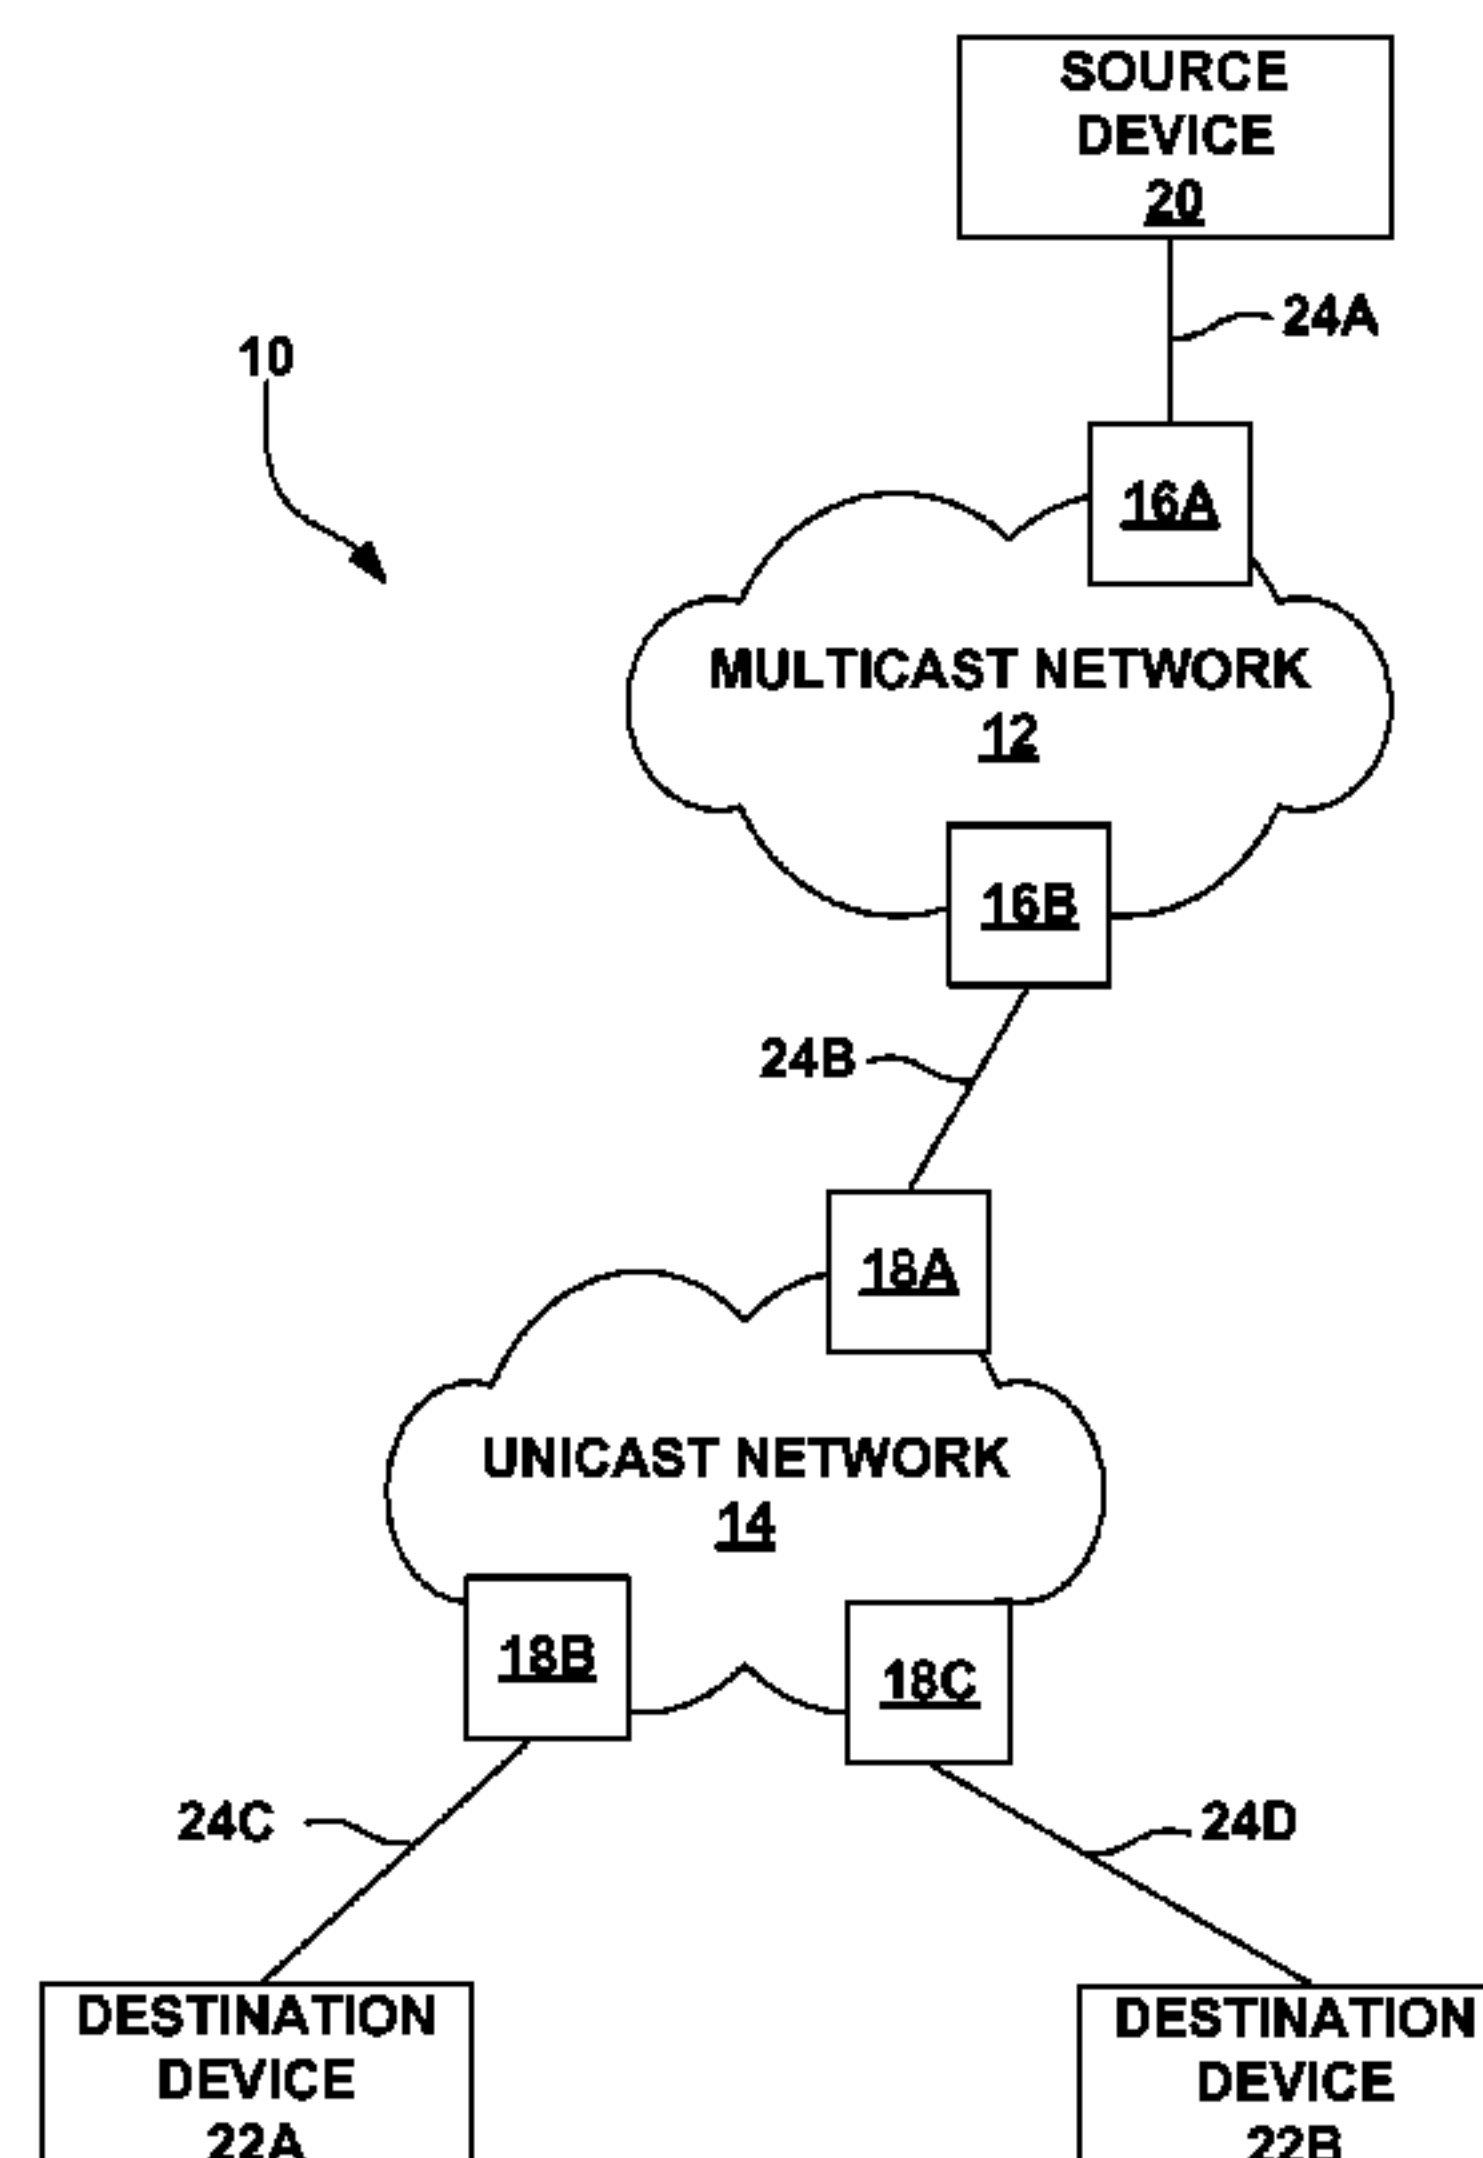 SOURCE
DEVICE
20
24A
10
16A
MULTICAST NETWORK
12
16B
24B
18A
UNICAST NETWORK
14
18B
18C
24C
24D
DESTINATION
DEVICE
22A
DESTINATION
DEVICE
22B